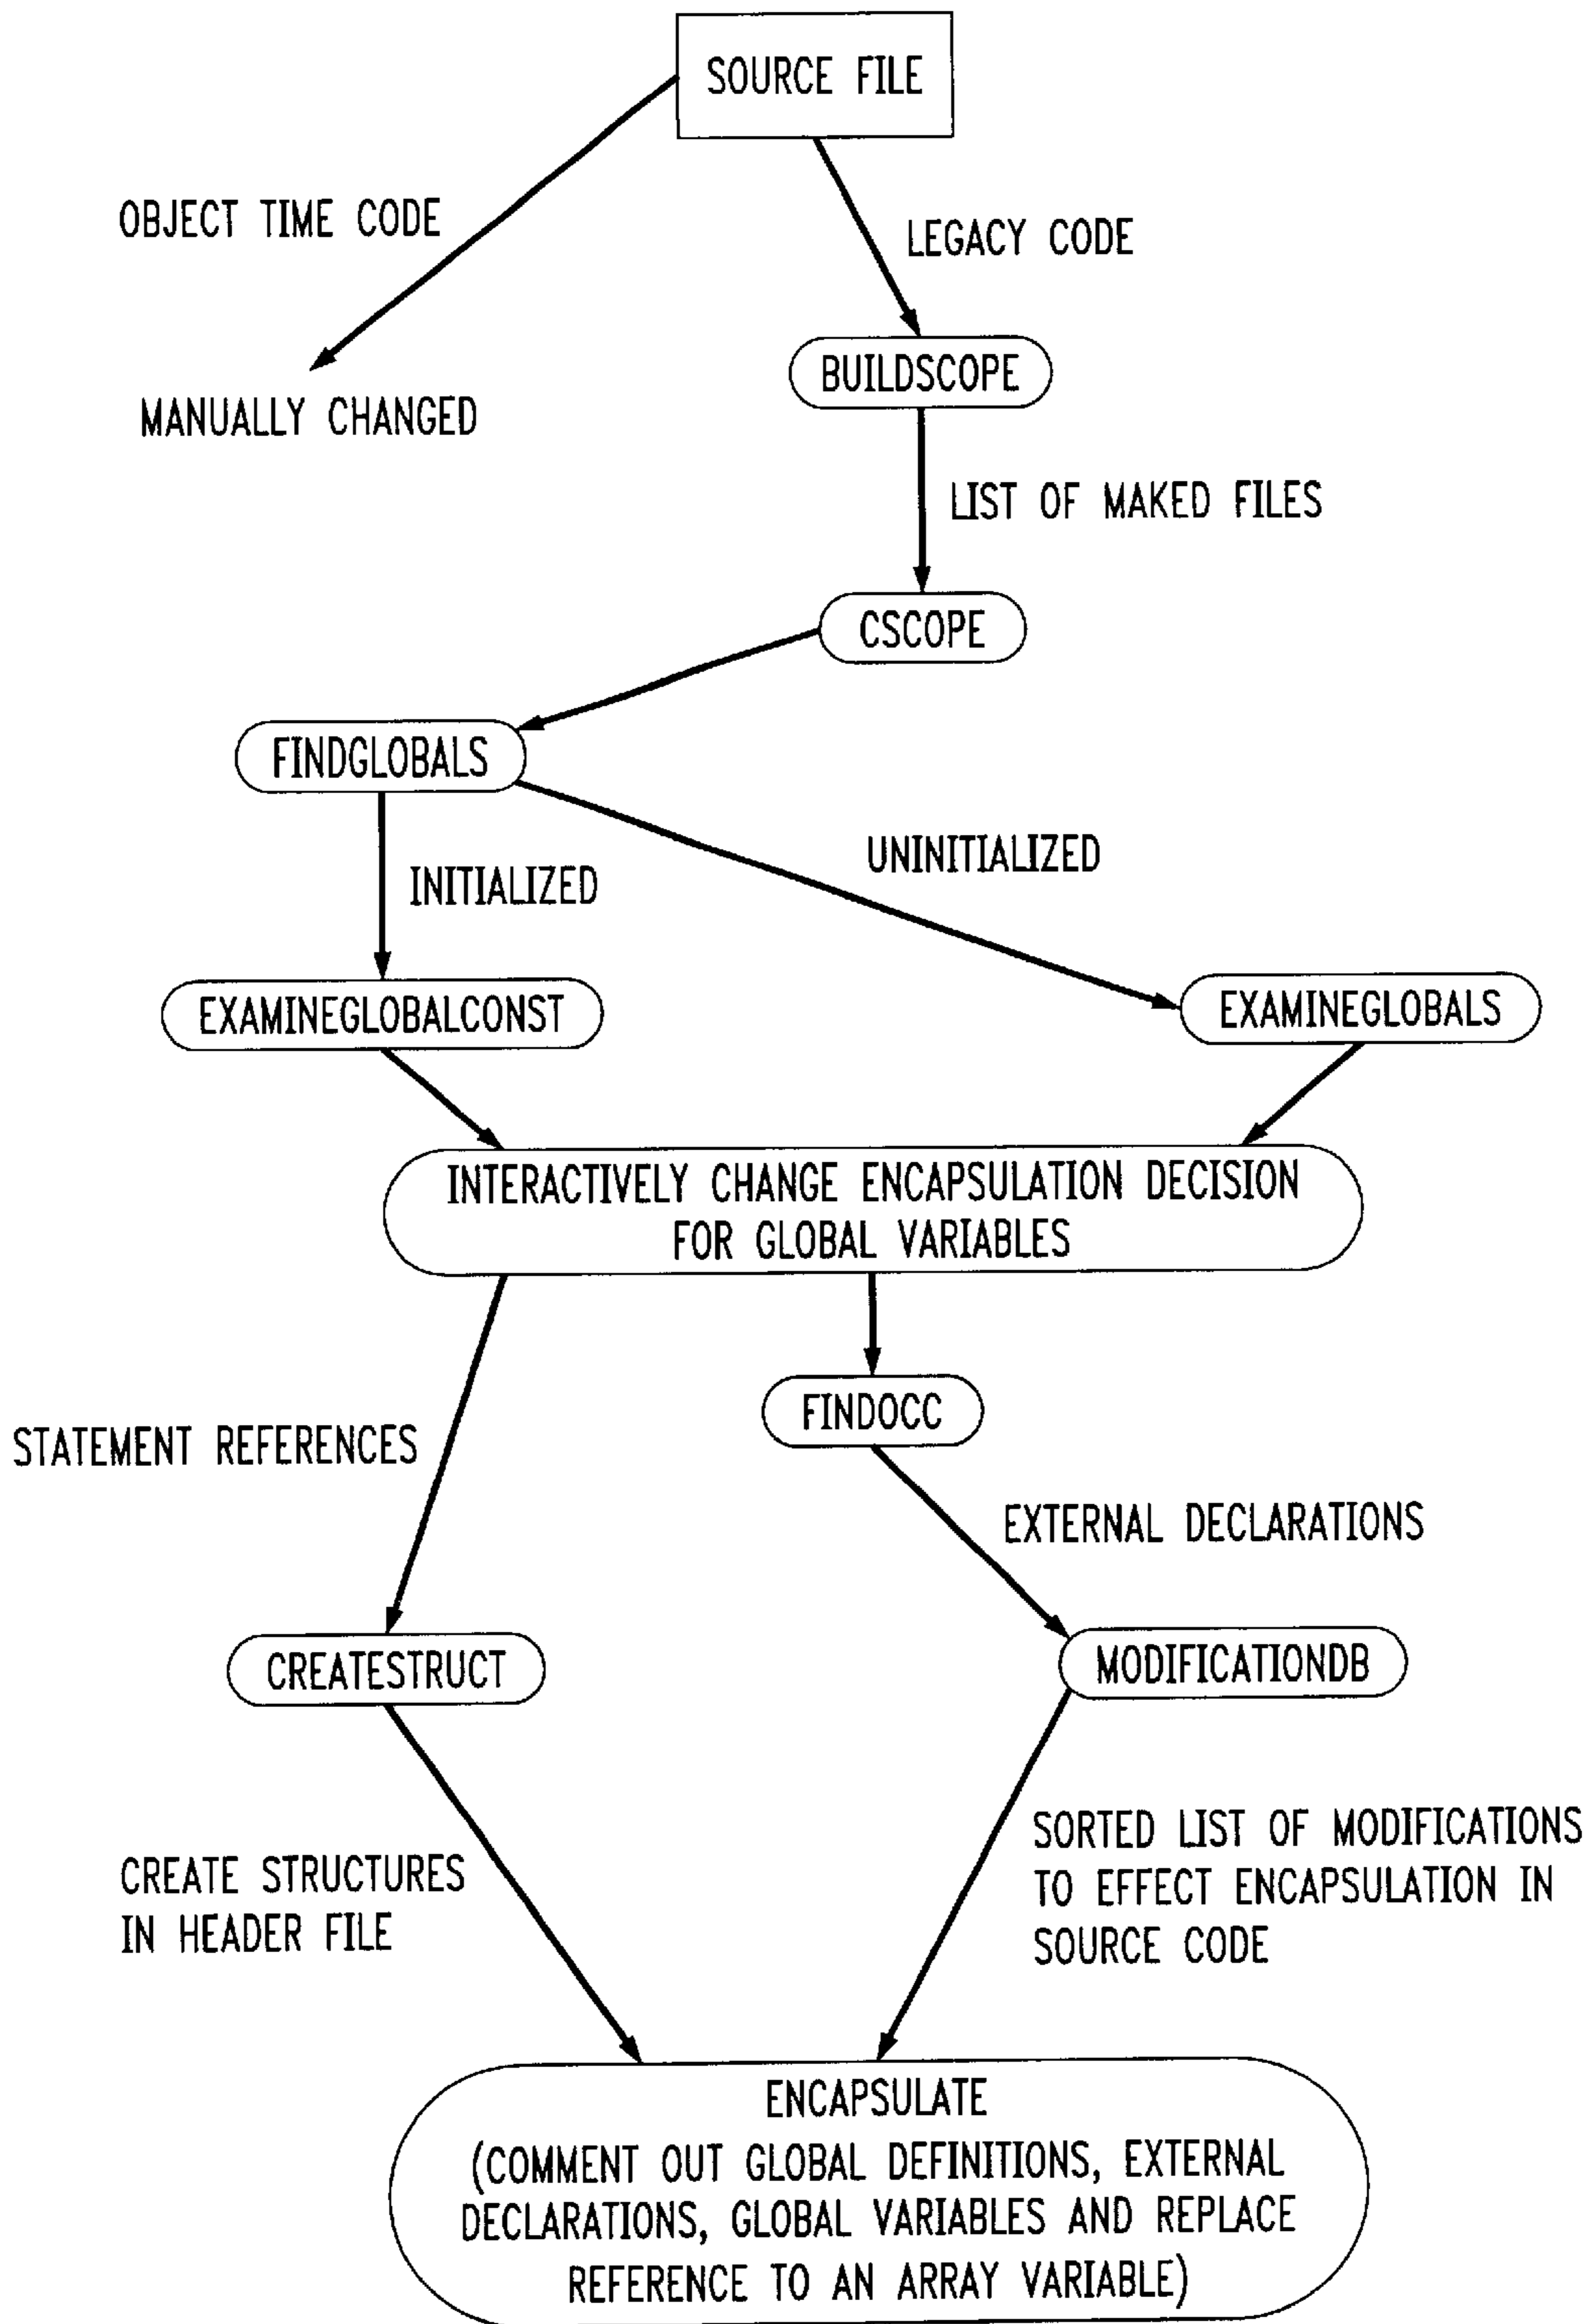 SOURCE FILE
OBJECT TIME CODE
LEGACY CODE
BUILDSCOPE
MANUALLY CHANGED
LIST OF MAKED FILES
CSCOPE
FINDGLOBALS
UNINITIALIZED
INITIALIZED
EXAMINEGLOBALCONST
EXAMINEGLOBALS
INTERACTIVELY CHANGE ENCAPSULATION DECISION
FOR GLOBAL VARIABLES
FINDOCC
STATEMENT REFERENCES
EXTERNAL DECLARATIONS
CREATESTRUCT
MODIFICATIONDB
SORTED LIST OF MODIFICATIONS
TO EFFECT ENCAPSULATION IN
SOURCE CODE
CREATE STRUCTURES
IN HEADER FILE
ENCAPSULATE
(COMMENT OUT GLOBAL DEFINITIONS, EXTERNAL
DECLARATIONS, GLOBAL VARIABLES AND REPLACE
REFERENCE TO AN ARRAY VARIABLE)